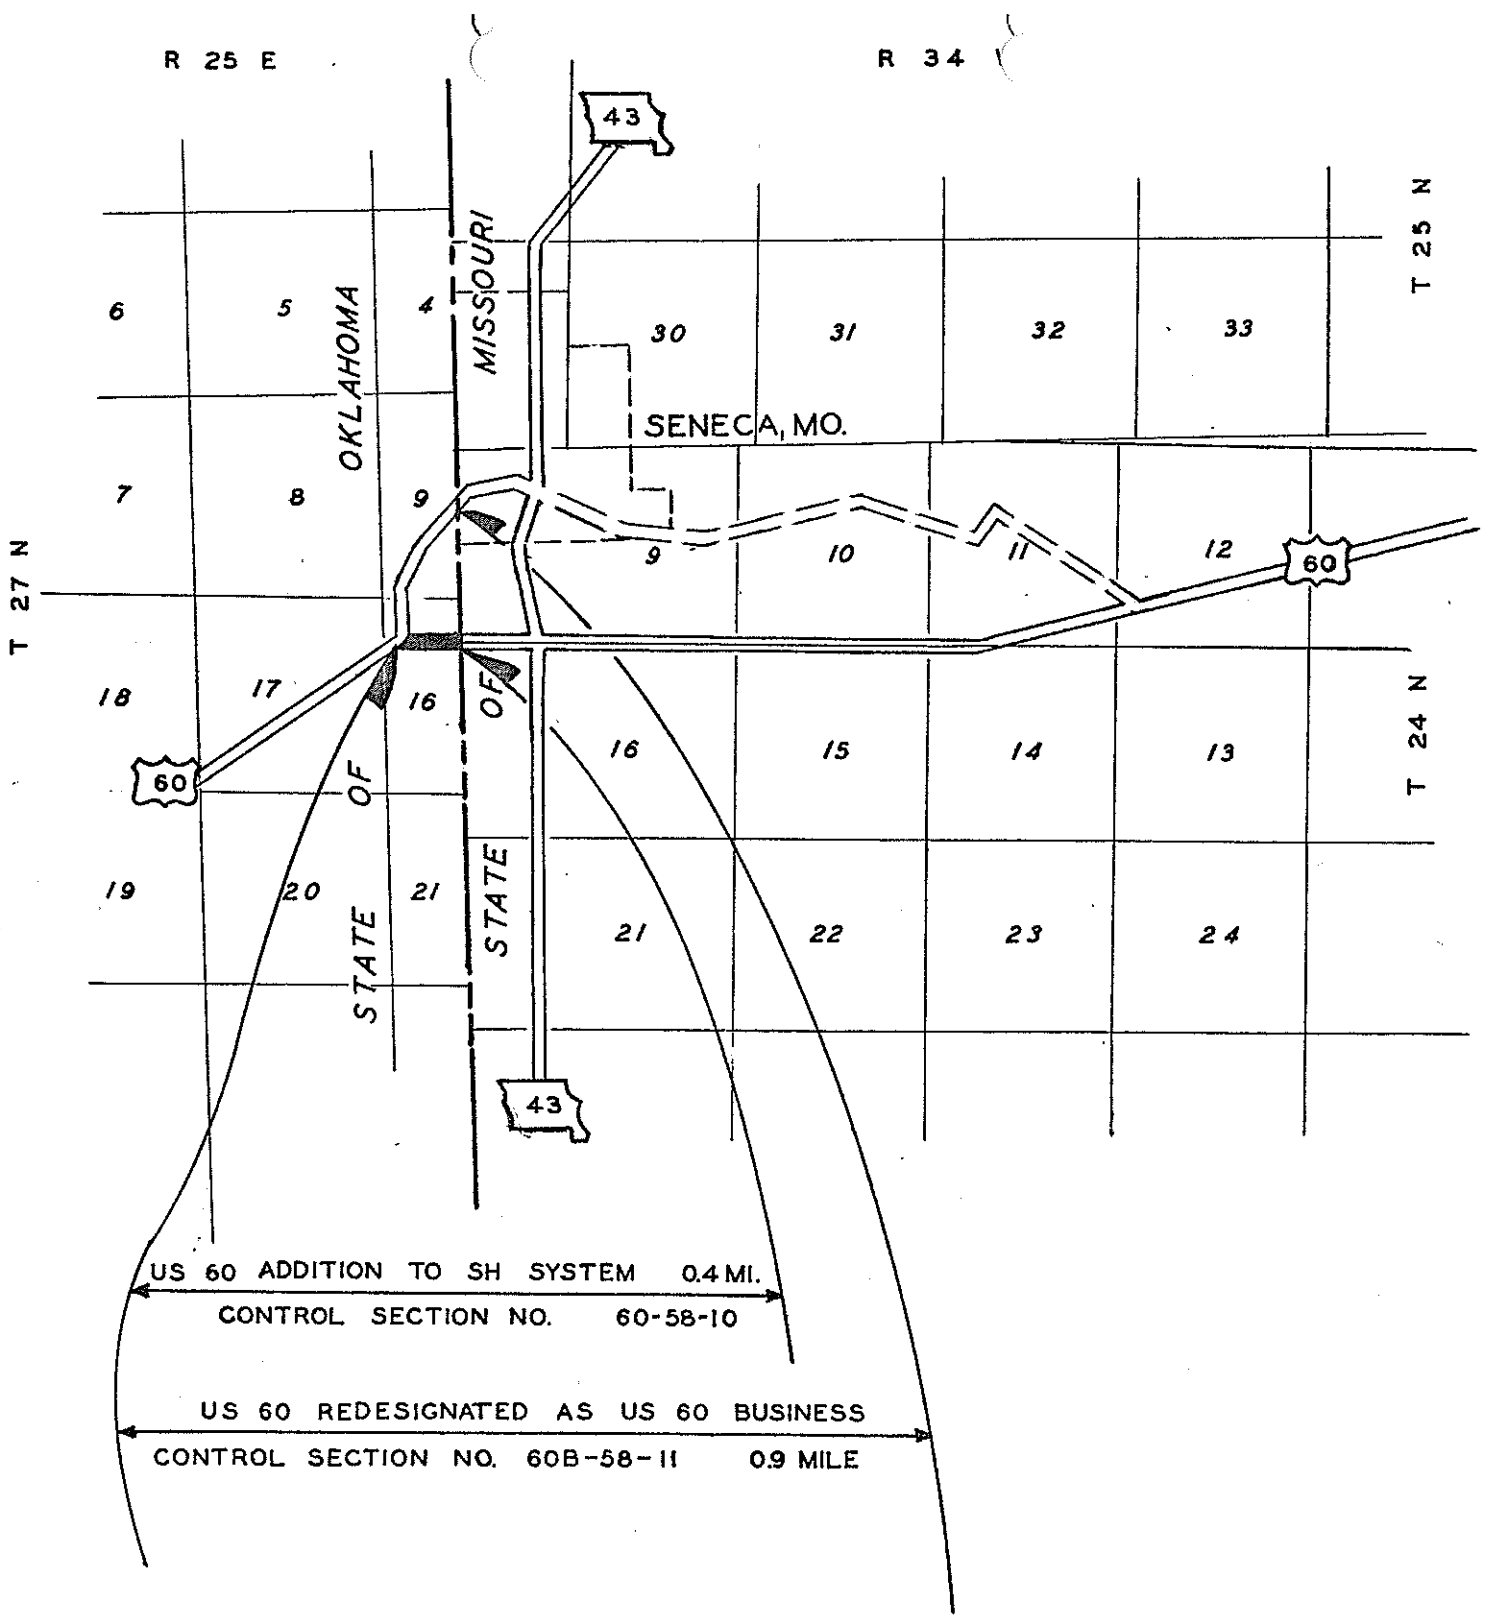 R 25 E
R 34
43
T 25 N
OKLAHOMA
MISSOURI
6 5 4
30 31 32 33
SENECA, MO.
7 8 9
9 10 11 12
60
T 27 N
18 17 16
OF
16 15 14 13
T 24 N
60
OF
STATE
19 20 21
STATE
21 22 23 24
43
US 60 ADDITION TO SH SYSTEM 0.4 MI.
CONTROL SECTION NO. 60-58-10
US 60 REDESIGNATED AS US 60 BUSINESS
CONTROL SECTION NO. 60B-58-11 0.9 MILE